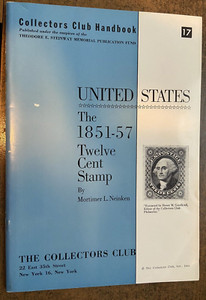 Collectors Club Handbook
Published under the auspices of the
THEODORE E. STEINWAY MEMORIAL PUBLICATION FUND
17
UNITED STATES
The
1851-57
Twelve
Cent
Stamp
By
Mortimer L. Neinken
THE COLLECTORS CLUB
22 East 35th Street
New York 16, New York